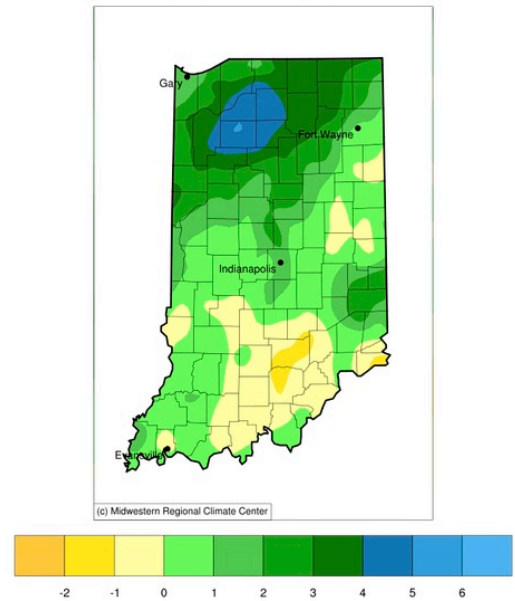 Gary
Fort Wayne
Indianapolis
Evansville
(c) Midwestern Regional Climate Center
-2 -1 0 1 2 3 4 5 6